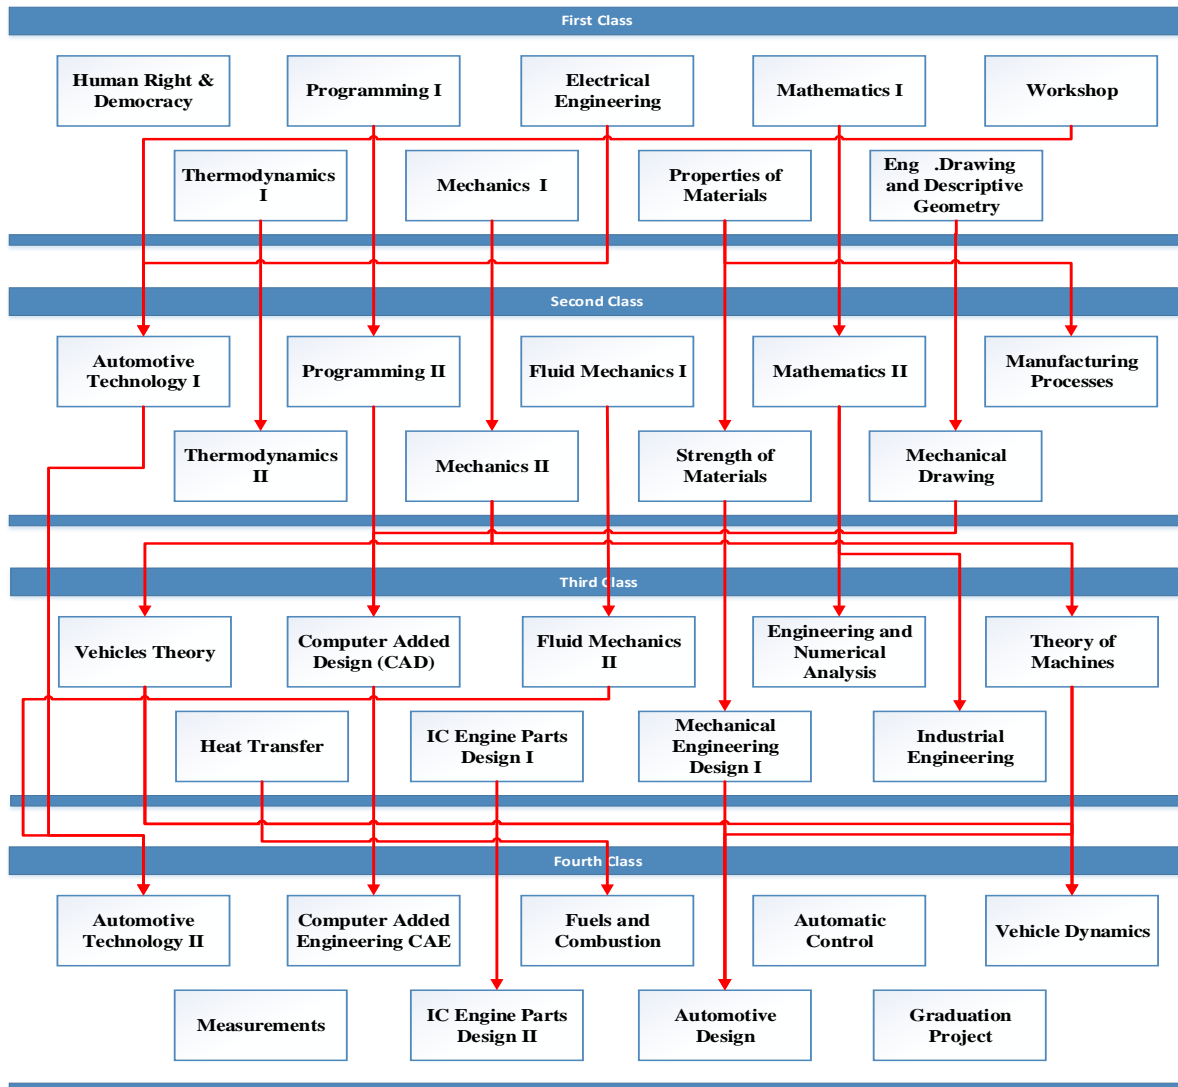 First Class
Human Right &
Democracy
Programming I
Electrical
Engineering
Mathematics I
Workshop
Thermodynamics
I
Mechanics I
Properties of
Materials
Eng .Drawing
and Descriptive
Geometry
Second Class
Automotive
Technology I
Programming II
Fluid Mechanics I
Mathematics II
Manufacturing
Processes
Thermodynamics
II
Mechanics II
Strength of
Materials
Mechanical
Drawing
Third Class
Vehicles Theory
Computer Added
Design (CAD)
Fluid Mechanics
II
Engineering and
Numerical
Analysis
Theory of
Machines
Heat Transfer
IC Engine Parts
Design I
Mechanical
Engineering
Design I
Industrial
Engineering
Fourth Class
Automotive
Technology II
Computer Added
Engineering CAE
Fuels and
Combustion
Automatic
Control
Vehicle Dynamics
Measurements
IC Engine Parts
Design II
Automotive
Design
Graduation
Project